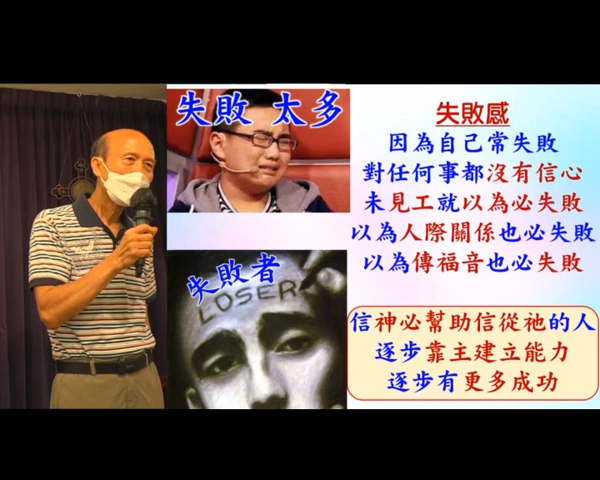 失敗 太多
失敗者
LOSER
失敗感
因為自己常失敗
對任何事都沒有信心
未見工就以為必失敗
以為人際關係也必失敗
以為傳福音也必失敗
信神必幫助信從祂的人
逐步靠主建立能力
逐步有更多成功